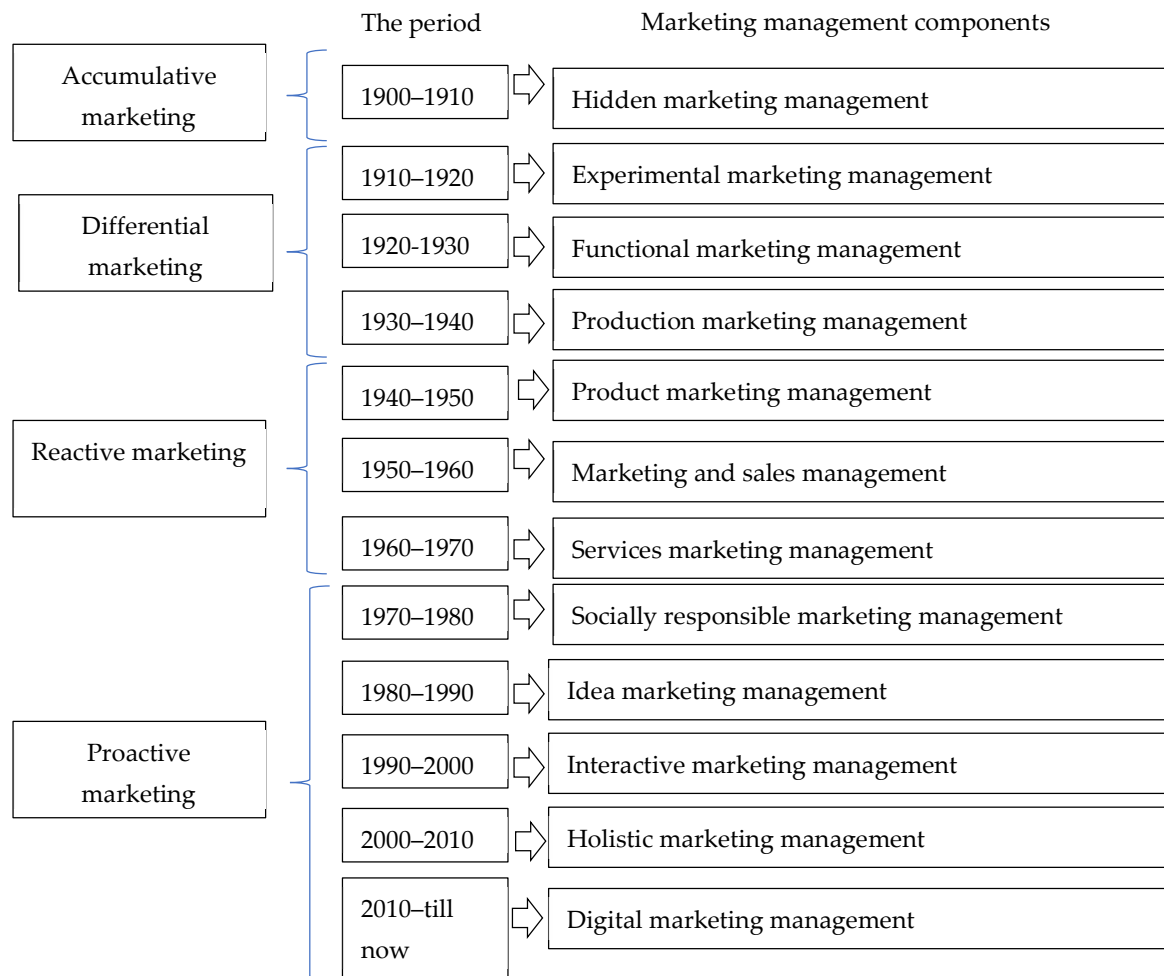 The period
Marketing management components
Accumulative
marketing
1900–1910
Hidden marketing management
Differential
marketing
1910–1920
Experimental marketing management
1920-1930
Functional marketing management
1930–1940
Production marketing management
Reactive marketing
1940–1950
Product marketing management
1950–1960
Marketing and sales management
1960–1970
Services marketing management
Proactive
marketing
1970–1980
Socially responsible marketing management
1980–1990
Idea marketing management
1990–2000
Interactive marketing management
2000–2010
Holistic marketing management
2010–till
now
Digital marketing management